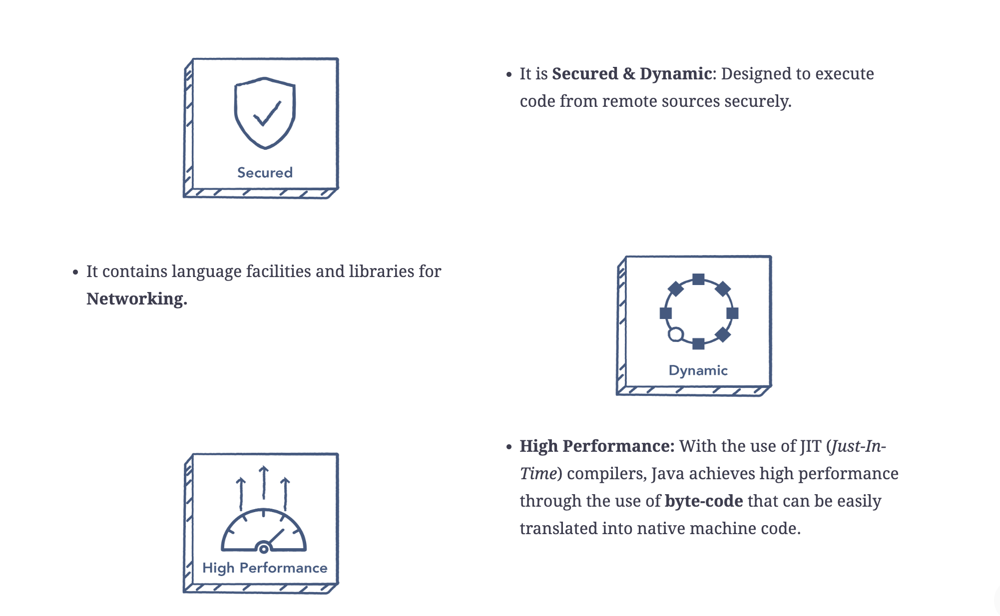 Secured
• It is Secured & Dynamic: Designed to execute
code from remote sources securely.
• It contains language facilities and libraries for
Networking.
Dynamic
High Performance
• High Performance: With the use of JIT (Just-In-
Time) compilers, Java achieves high performance
through the use of byte-code that can be easily
translated into native machine code.